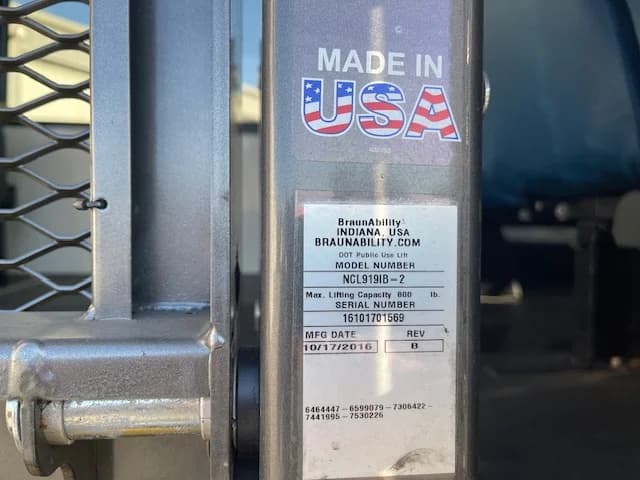 MADE IN
USA
BraunAbility
INDIANA, USA
BRAUNABILITY.COM
DOT Public Use Lift
MODEL NUMBER
NCL919IB-2
Max. Lifting Capacity 800 lb.
SERIAL NUMBER
16101701569
MFG DATE REV
10/17/2016 B
6464447-6599079-7306422-
7441995-7530226